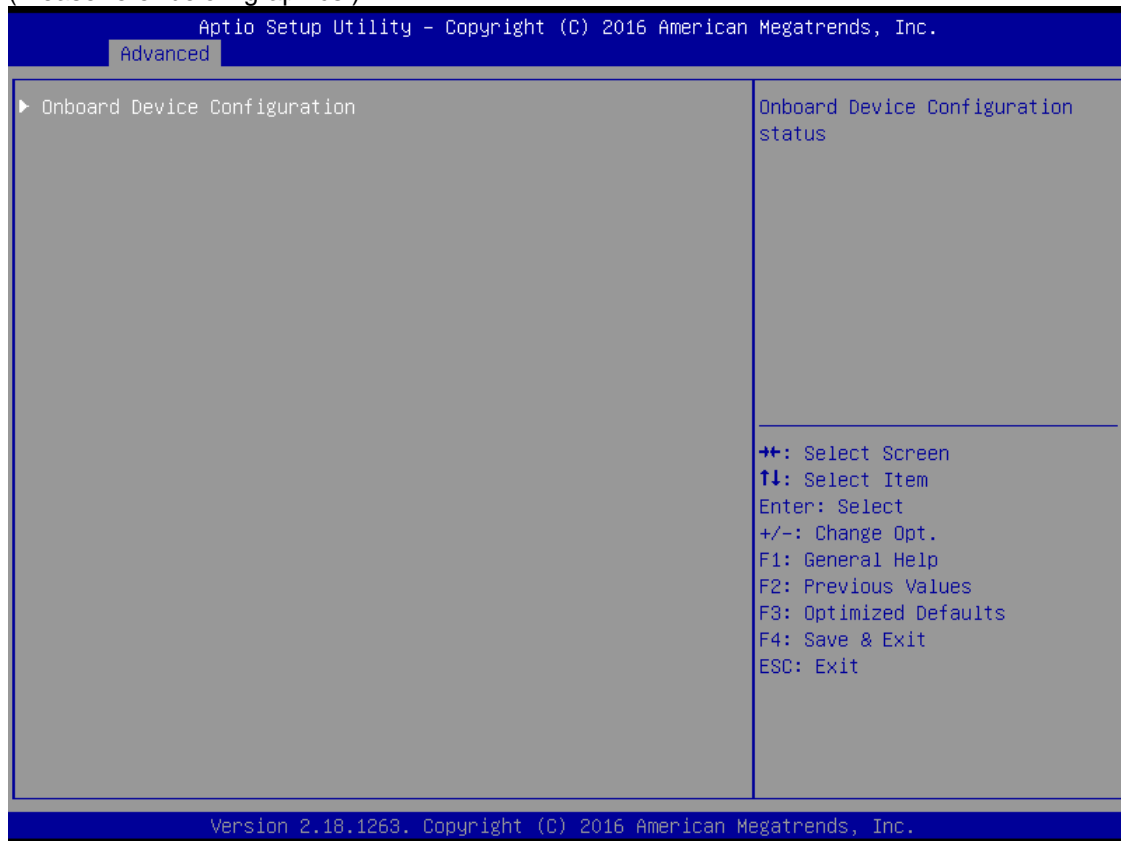 Aptio Setup Utility – Copyright (C) 2016 American Megatrends, Inc.
Advanced
▶ Onboard Device Configuration
Onboard Device Configuration
status
→←: Select Screen
↑↓: Select Item
Enter: Select
+/-: Change Opt.
F1: General Help
F2: Previous Values
F3: Optimized Defaults
F4: Save & Exit
ESC: Exit
Version 2.18.1263. Copyright (C) 2016 American Megatrends, Inc.